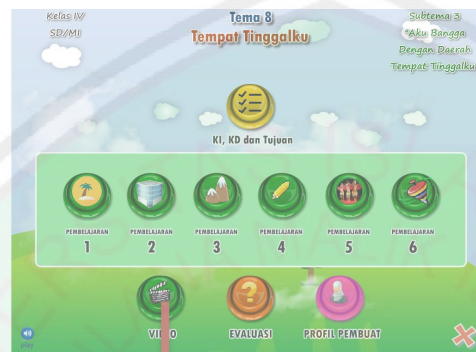 Kelas IV
SD/MI
Tema 8
Tempat Tinggalku
Subtema 3
"Aku Bangga
Dengan Daerah
Tempat Tinggalku
KI, KD dan Tujuan
PEMBELAJARAN
1
PEMBELAJARAN
2
PEMBELAJARAN
3
PEMBELAJARAN
4
PEMBELAJARAN
5
PEMBELAJARAN
6
EVALUASI
PROFIL PEMBUAT
play